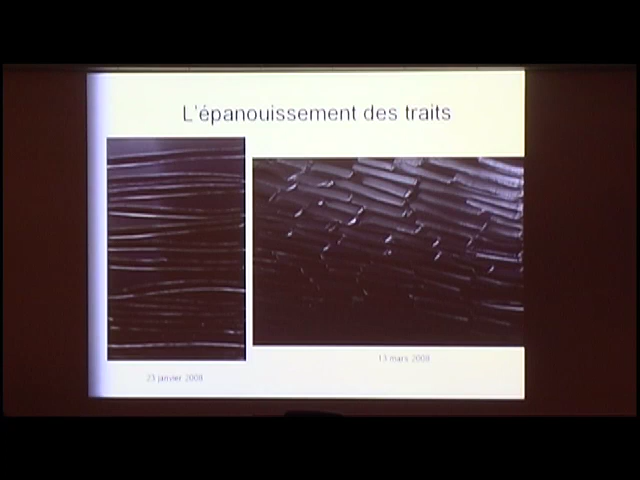 L'épanouissement des traits
13 mars 2008
23 janvier 2008